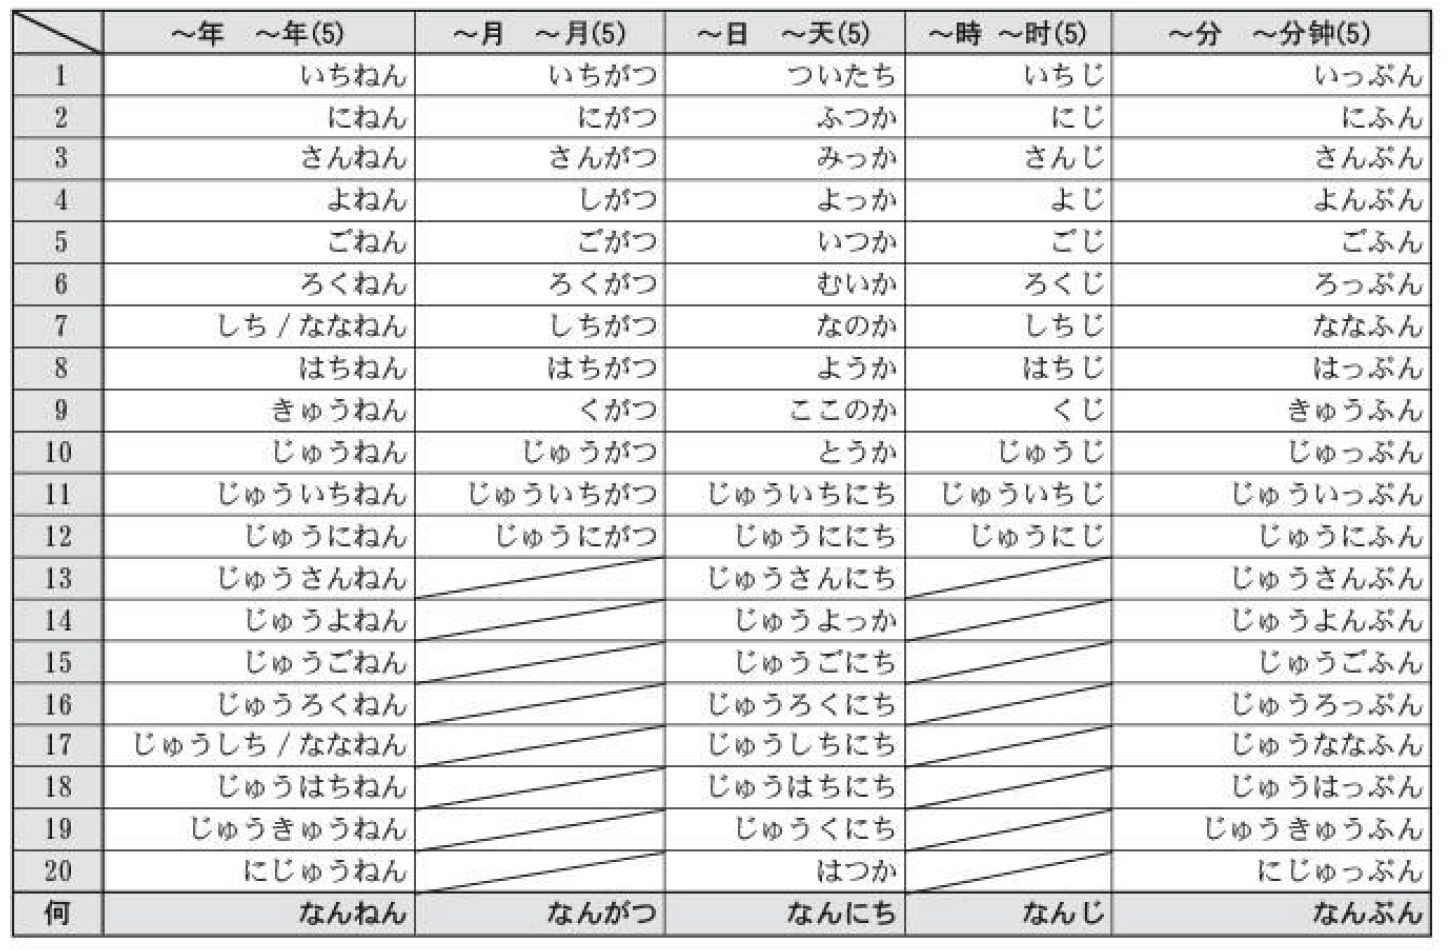 ～年　～年(5) ～月　～月(5) ～日　～天(5) ～時 ～时(5) ～分　～分钟(5)
1 いちねん いちがつ ついたち いちじ いっぷん
2 にねん にがつ ふつか にじ にふん
3 さんねん さんがつ みっか さんじ さんぷん
4 よねん しがつ よっか よじ よんぷん
5 ごねん ごがつ いつか ごじ ごふん
6 ろくねん ろくがつ むいか ろくじ ろっぷん
7 しち / ななねん しちがつ なのか しちじ ななふん
8 はちねん はちがつ ようか はちじ はっぷん
9 きゅうねん くがつ ここのか くじ きゅうふん
10 じゅうねん じゅうがつ とうか じゅうじ じゅっぷん
11 じゅういちねん じゅういちがつ じゅういちにち じゅういちじ じゅういっぷん
12 じゅうにねん じゅうにがつ じゅうににち じゅうにじ じゅうにふん
13 じゅうさんねん じゅうさんにち じゅうさんぷん
14 じゅうよねん じゅうよっか じゅうよんぷん
15 じゅうごねん じゅうごにち じゅうごふん
16 じゅうろくねん じゅうろくにち じゅうろっぷん
17 じゅうしち / ななねん じゅうしちにち じゅうななふん
18 じゅうはちねん じゅうはちにち じゅうはっぷん
19 じゅうきゅうねん じゅうくにち じゅうきゅうふん
20 にじゅうねん はつか にじゅっぷん
何 なんねん なんがつ なんにち なんじ なんぷん